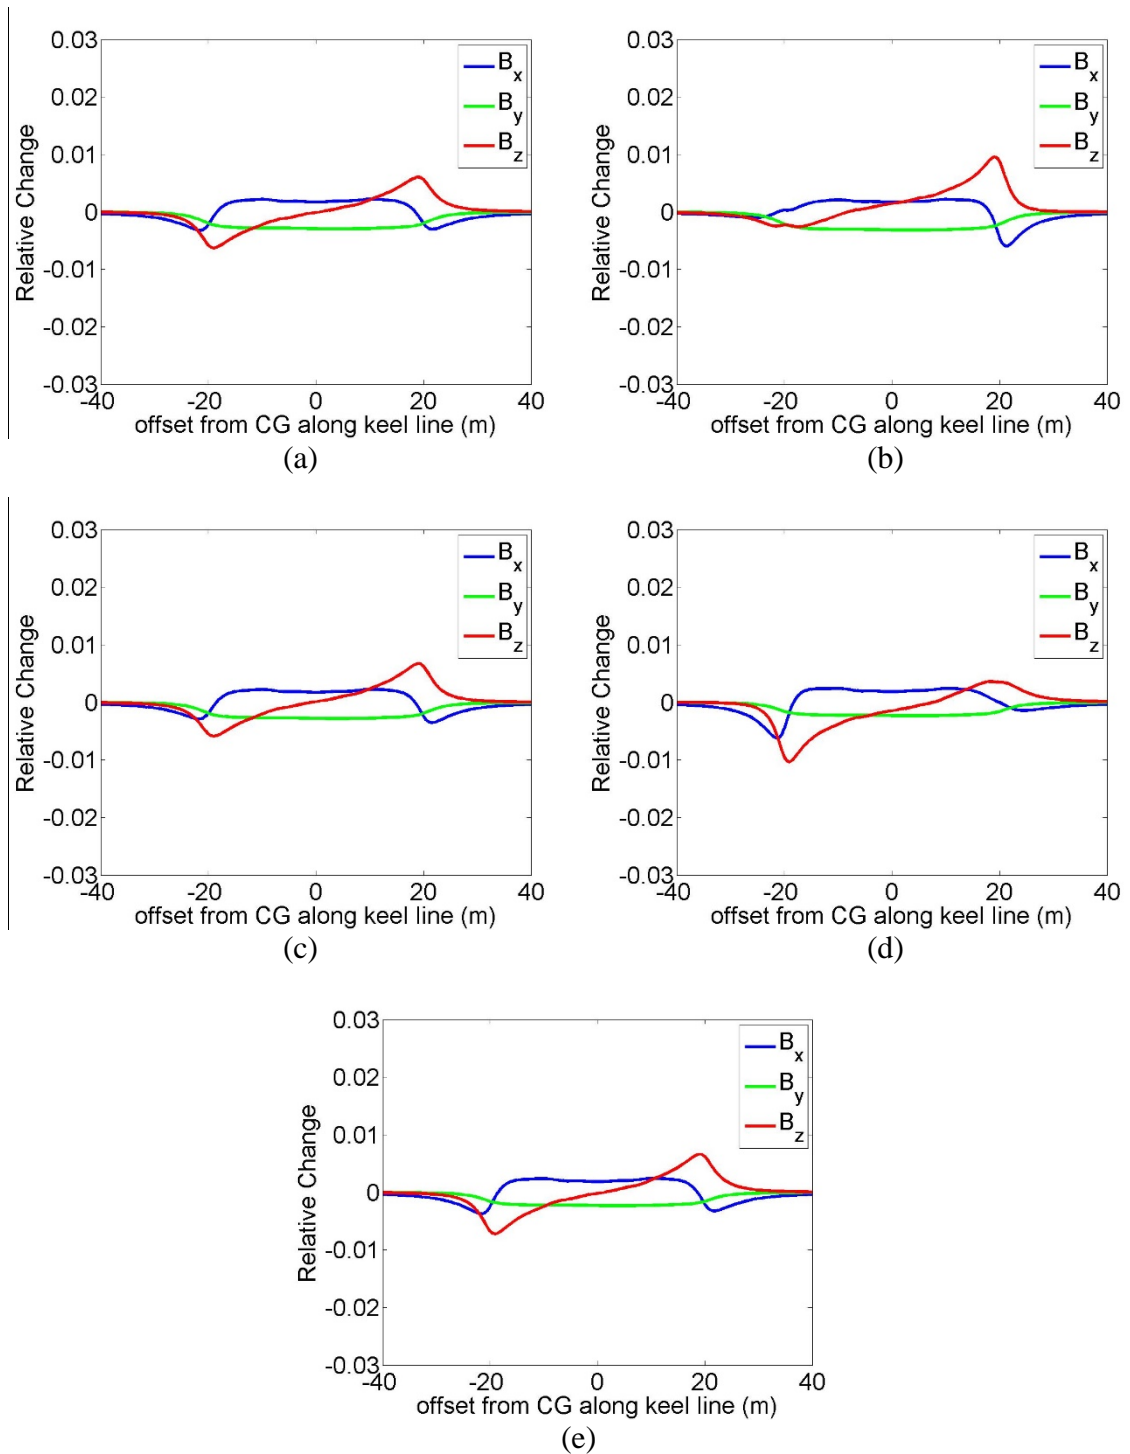 0.03
0.02
0.01
0
-0.01
-0.02
-0.03
Relative Change
B_x
B_y
B_z
-40 -20 0 20 40
offset from CG along keel line (m)
(a)
0.03
0.02
0.01
0
-0.01
-0.02
-0.03
Relative Change
B_x
B_y
B_z
-40 -20 0 20 40
offset from CG along keel line (m)
(b)
0.03
0.02
0.01
0
-0.01
-0.02
-0.03
Relative Change
B_x
B_y
B_z
-40 -20 0 20 40
offset from CG along keel line (m)
(c)
0.03
0.02
0.01
0
-0.01
-0.02
-0.03
Relative Change
B_x
B_y
B_z
-40 -20 0 20 40
offset from CG along keel line (m)
(d)
0.03
0.02
0.01
0
-0.01
-0.02
-0.03
Relative Change
B_x
B_y
B_z
-40 -20 0 20 40
offset from CG along keel line (m)
(e)